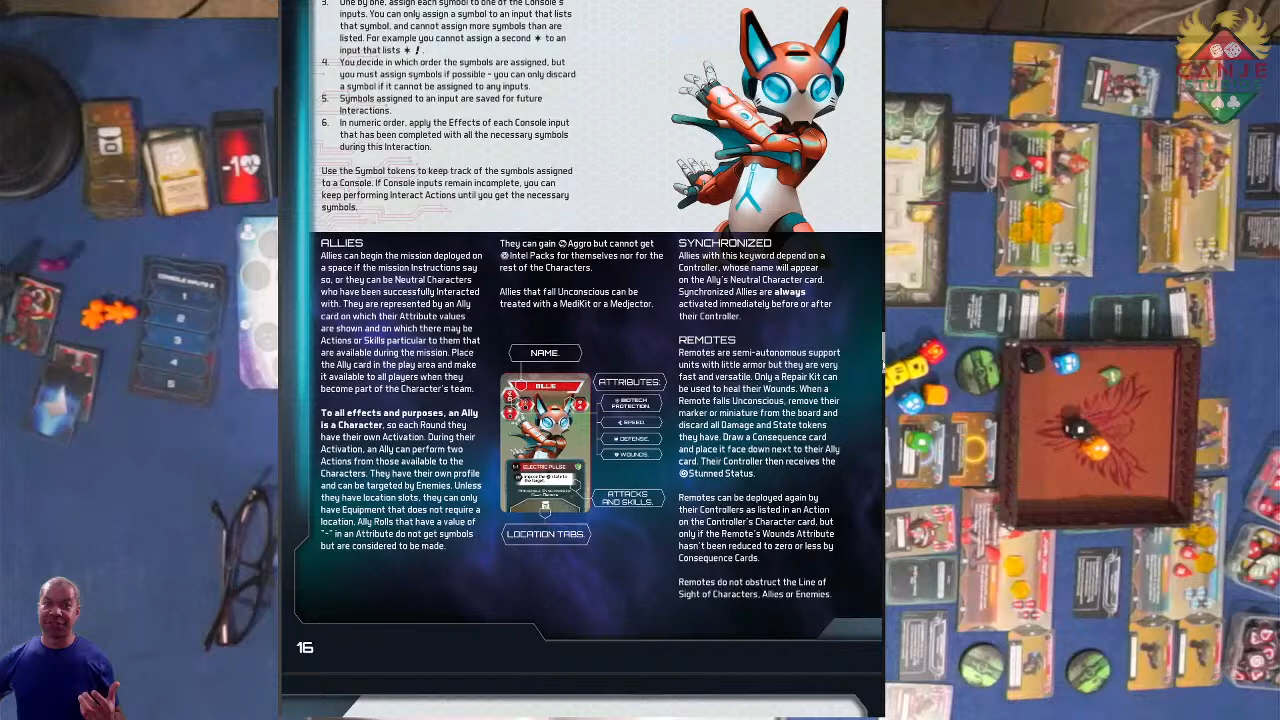 3. One by one, assign each symbol to one of the Console's
inputs. You can only assign a symbol to an input that lists
that symbol, and cannot assign more symbols than are
listed. For example you cannot assign a second ✶ to an
input that lists ✶ !.
4. You decide in which order the symbols are assigned, but
you must assign symbols if possible - you can only discard
a symbol if it cannot be assigned to any inputs.
5. Symbols assigned to an input are saved for future
Interactions.
6. In numeric order, apply the Effects of each Console input
that has been completed with all the necessary symbols
during this Interaction.
Use the Symbol tokens to keep track of the symbols assigned
to a Console. If Console inputs remain incomplete, you can
keep performing Interact Actions until you get the necessary
symbols.
ALLIES
Allies can begin the mission deployed on
a space if the mission Instructions say
so, or they can be Neutral Characters
who have been successfully Interacted
with. They are represented by an Ally
card on which their Attribute values
are shown and on which there may be
Actions or Skills particular to them that
are available during the mission. Place
the Ally card in the play area and make
it available to all players when they
become part of the Character's team.
To all effects and purposes, an Ally
is a Character, so each Round they
have their own Activation. During their
Activation, an Ally can perform two
Actions from those available to the
Characters. They have their own profile
and can be targeted by Enemies. Unless
they have location slots, they can only
have Equipment that does not require a
location. Ally Rolls that have a value of
"-" in an Attribute do not get symbols
but are considered to be made.
They can gain Aggro but cannot get
Intel Packs for themselves nor for the
rest of the Characters.
Allies that fall Unconscious can be
treated with a MediKit or a Medjector.
NAME.
ATTRIBUTES:
BIOTECH
PROTECTION.
SPEED.
DEFENSE.
WOUNDS.
BILLIE
ELECTRIC PULSE
ATTACKS
AND SKILLS.
LOCATION TABS.
SYNCHRONIZED
Allies with this keyword depend on a
Controller, whose name will appear
on the Ally's Neutral Character card.
Synchronized Allies are always
activated immediately before or after
their Controller.
REMOTES
Remotes are semi-autonomous support
units with little armor but they are very
fast and versatile. Only a Repair Kit can
be used to heal their Wounds. When a
Remote falls Unconscious, remove their
marker or miniature from the board and
discard all Damage and State tokens
they have. Draw a Consequence card
and place it face down next to their Ally
card. Their Controller then receives the
Stunned Status.
Remotes can be deployed again by
their Controllers as listed in an Action
on the Controller's Character card, but
only if the Remote's Wounds Attribute
hasn't been reduced to zero or less by
Consequence Cards.
Remotes do not obstruct the Line of
Sight of Characters, Allies or Enemies.
16
-1
CONSOLE INPUTS
1
2
3
4
5
GANJE
STUDIOS